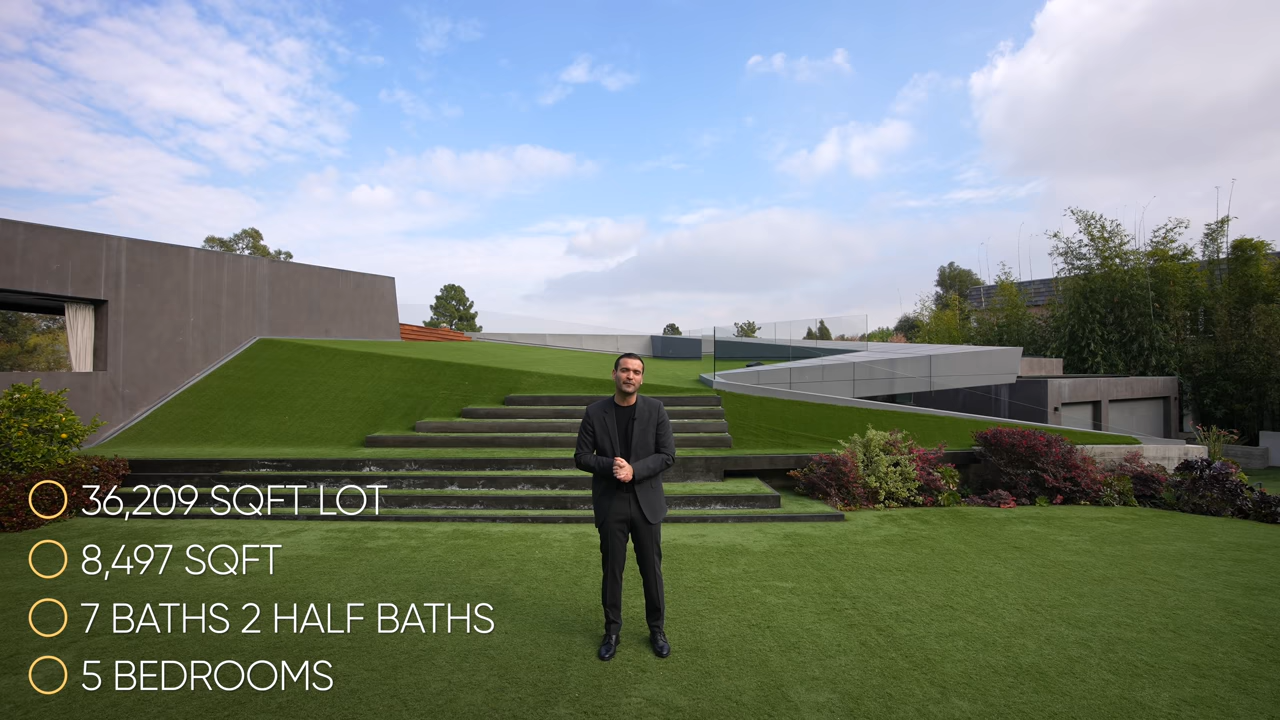 36,209 SQFT LOT
8,497 SQFT
7 BATHS 2 HALF BATHS
5 BEDROOMS